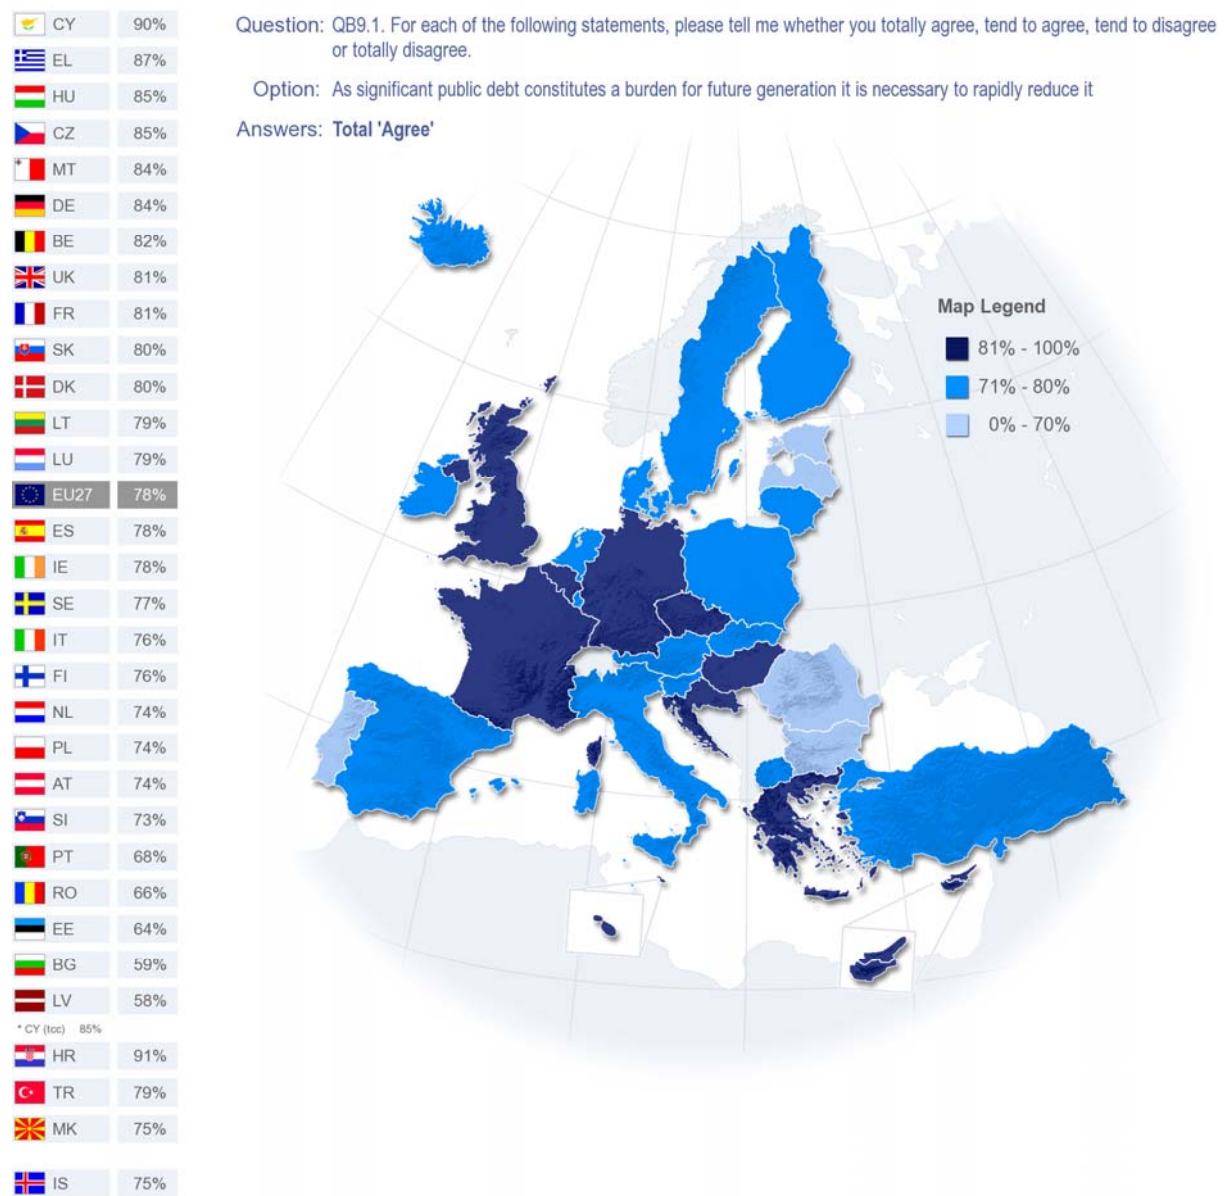 CY 90%
EL 87%
HU 85%
CZ 85%
MT 84%
DE 84%
BE 82%
UK 81%
FR 81%
SK 80%
DK 80%
LT 79%
LU 79%
EU27 78%
ES 78%
IE 78%
SE 77%
IT 76%
FI 76%
NL 74%
PL 74%
AT 74%
SI 73%
PT 68%
RO 66%
EE 64%
BG 59%
LV 58%
* CY (tcc) 85%
HR 91%
TR 79%
MK 75%
IS 75%
Question: QB9.1. For each of the following statements, please tell me whether you totally agree, tend to agree, tend to disagree
or totally disagree.
Option: As significant public debt constitutes a burden for future generation it is necessary to rapidly reduce it
Answers: Total 'Agree'
Map Legend
81% - 100%
71% - 80%
0% - 70%